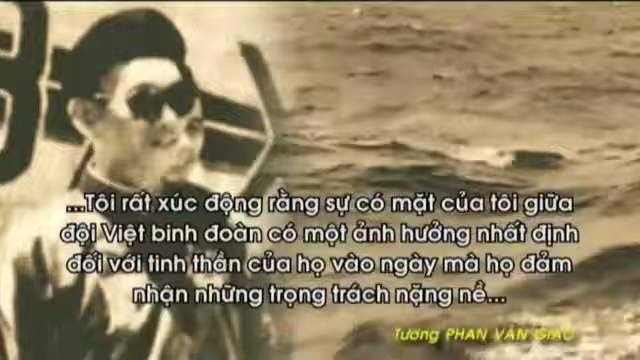 ...Tôi rất xúc động rằng sự có mặt của tôi giữa
đội Việt binh đoàn có một ảnh hưởng nhất định
đối với tinh thần của họ vào ngày mà họ đảm
nhận những trọng trách nặng nề...
Tướng PHAN VĂN GIÁO